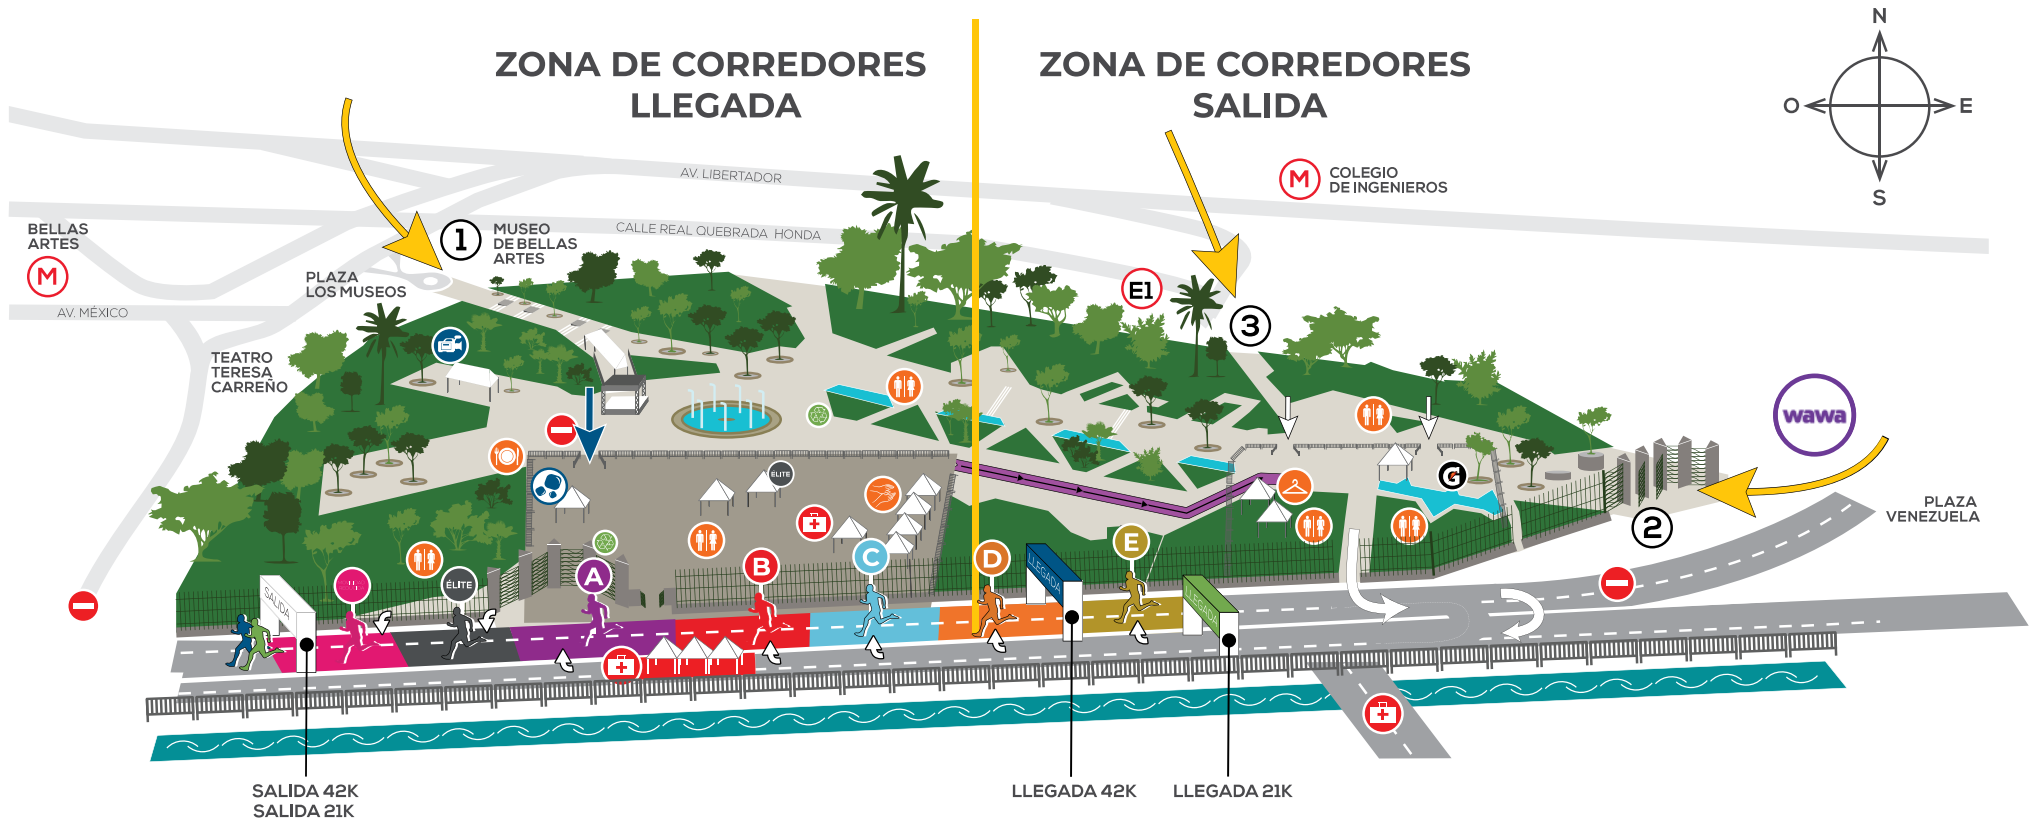 ZONA DE CORREDORES
LLEGADA
ZONA DE CORREDORES
SALIDA
N
O
E
S
M
COLEGIO
DE INGENIEROS
AV. LIBERTADOR
CALLE REAL QUEBRADA HONDA
BELLAS
ARTES
M
1
MUSEO
DE BELLAS
ARTES
PLAZA
LOS MUSEOS
AV. MÉXICO
E1
3
TEATRO
TERESA
CARREÑO
wawa
ÉLITE
G
PLAZA
VENEZUELA
2
SALIDA
ÉLITE
A
B
C
D
LLEGADA
E
LLEGADA
SALIDA 42K
SALIDA 21K
LLEGADA 42K
LLEGADA 21K